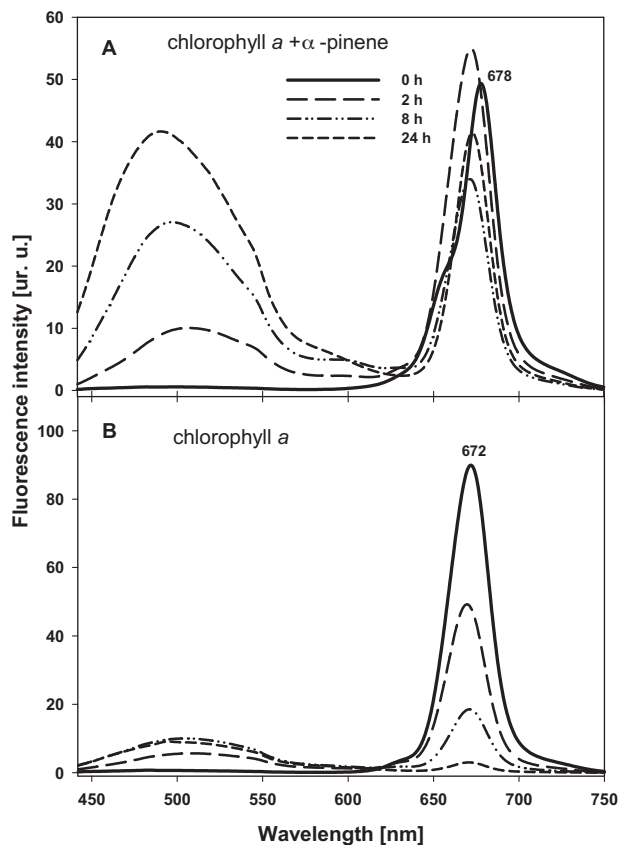 60
50
40
30
20
10
0
A
chlorophyll a +α -pinene
0 h
2 h
8 h
24 h
678
Fluorescence intensity [ur. u.]
100
80
60
40
20
0
B
chlorophyll a
672
450 500 550 600 650 700 750
Wavelength [nm]